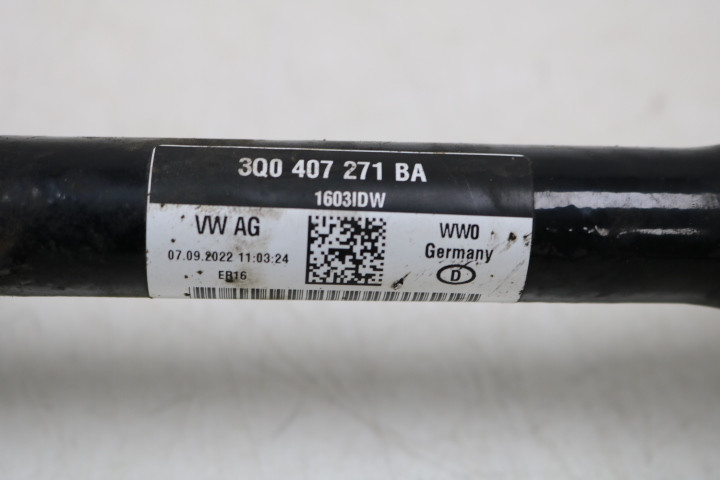 3Q0 407 271 BA
1603IDW
VW AG
WW0
07.09.2022 11:03:24
Germany
EB16
D